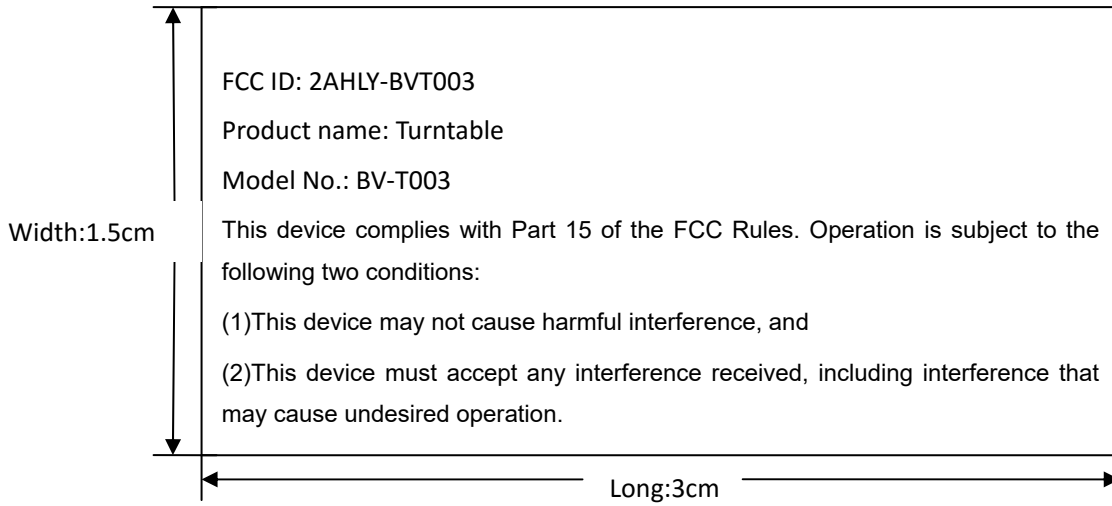 FCC ID: 2AHLY-BVT003
Product name: Turntable
Model No.: BV-T003
Width:1.5cm
This device complies with Part 15 of the FCC Rules. Operation is subject to the
following two conditions:
(1)This device may not cause harmful interference, and
(2)This device must accept any interference received, including interference that
may cause undesired operation.
Long:3cm